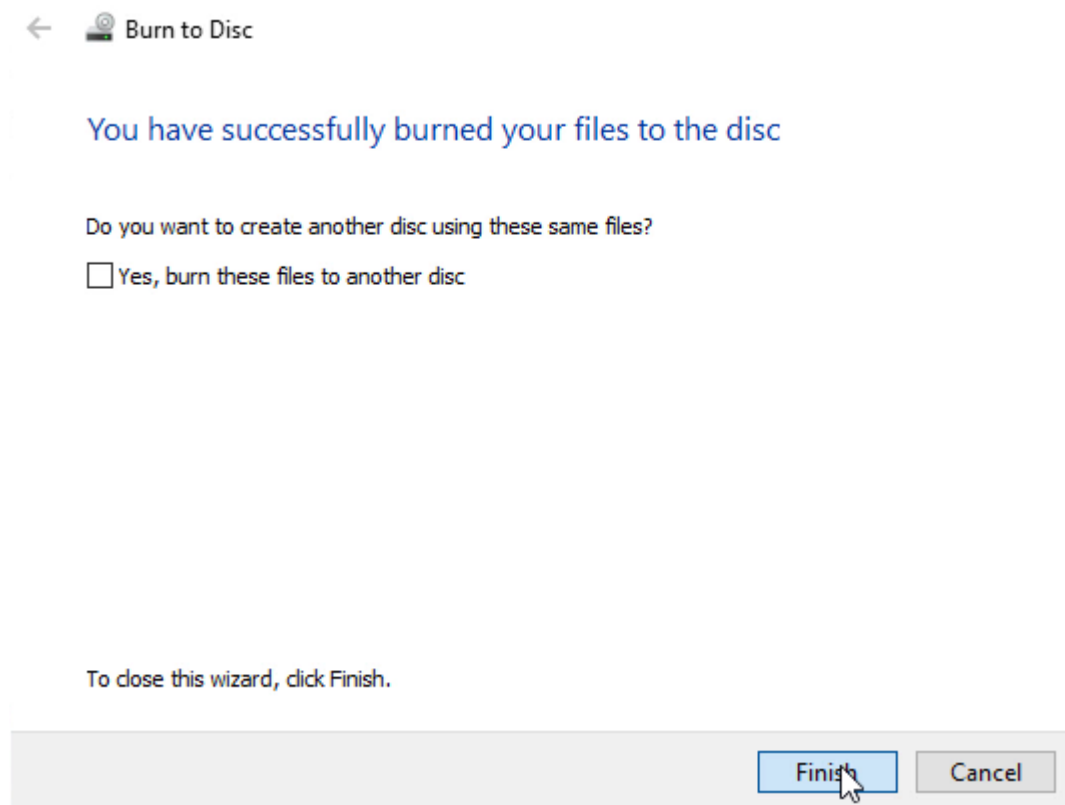 Burn to Disc
You have successfully burned your files to the disc
Do you want to create another disc using these same files?
Yes, burn these files to another disc
To close this wizard, click Finish.
Finish Cancel